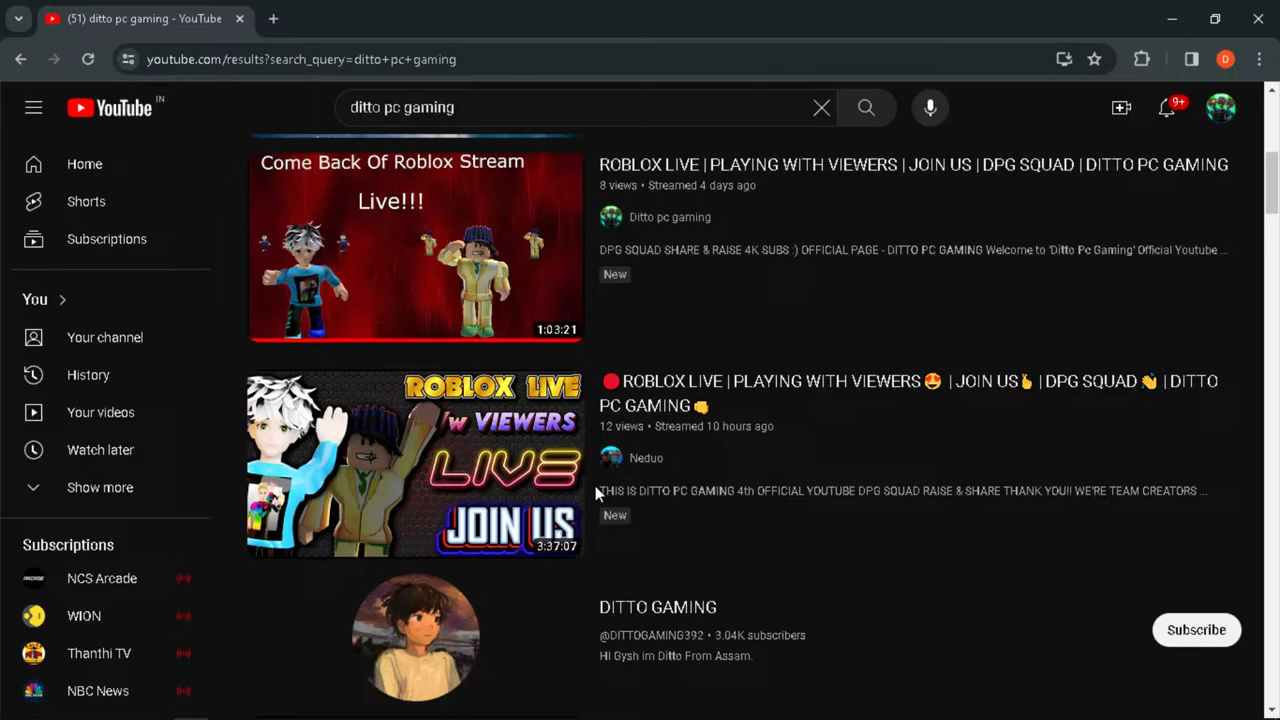 (51) ditto pc gaming - YouTube
youtube.com/results?search_query=ditto+pc+gaming
D
YouTube IN
ditto pc gaming
9+
Home
Shorts
Subscriptions
You
Your channel
History
Your videos
Watch later
Show more
Subscriptions
NCS Arcade
WION
Thanthi TV
NBC News
Come Back Of Roblox Stream
Live!!!
1:03:21
ROBLOX LIVE | PLAYING WITH VIEWERS | JOIN US | DPG SQUAD | DITTO PC GAMING
8 views • Streamed 4 days ago
Ditto pc gaming
DPG SQUAD SHARE & RAISE 4K SUBS :) OFFICIAL PAGE - DITTO PC GAMING Welcome to 'Ditto Pc Gaming' Official Youtube ...
New
ROBLOX LIVE
/w VIEWERS
LIVE
JOIN US
3:37:07
🔴ROBLOX LIVE | PLAYING WITH VIEWERS🤩 | JOIN US🫰 | DPG SQUAD👏 | DITTO
PC GAMING👊
12 views • Streamed 10 hours ago
Neduo
THIS IS DITTO PC GAMING 4th OFFICIAL YOUTUBE DPG SQUAD RAISE & SHARE THANK YOU!! WE'RE TEAM CREATORS ...
New
DITTO GAMING
@DITTOGAMING392 • 3.04K subscribers
HI Gysh im Ditto From Assam.
Subscribe